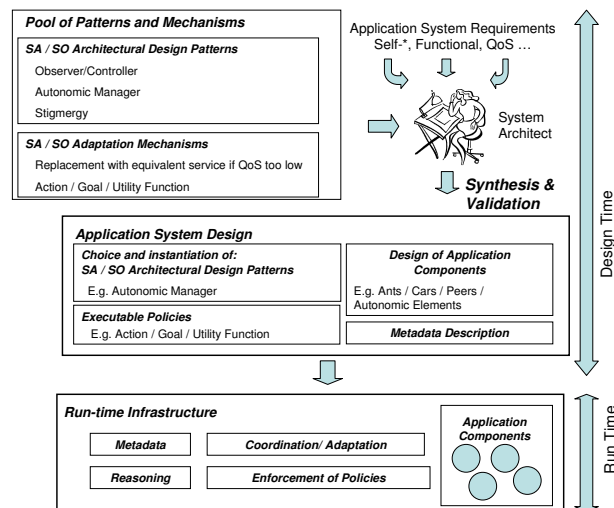 Pool of Patterns and Mechanisms
SA / SO Architectural Design Patterns
Observer/Controller
Autonomic Manager
Stigmergy
SA / SO Adaptation Mechanisms
Replacement with equivalent service if QoS too low
Action / Goal / Utility Function
Application System Requirements
Self-*, Functional, QoS ...
System
Architect
Synthesis &
Validation
Design Time
Application System Design
Choice and instantiation of:
SA / SO Architectural Design Patterns
E.g. Autonomic Manager
Executable Policies
E.g. Action / Goal / Utility Function
Design of Application
Components
E.g. Ants / Cars / Peers /
Autonomic Elements
Metadata Description
Run-time Infrastructure
Metadata
Coordination/ Adaptation
Reasoning
Enforcement of Policies
Application
Components
Run Time